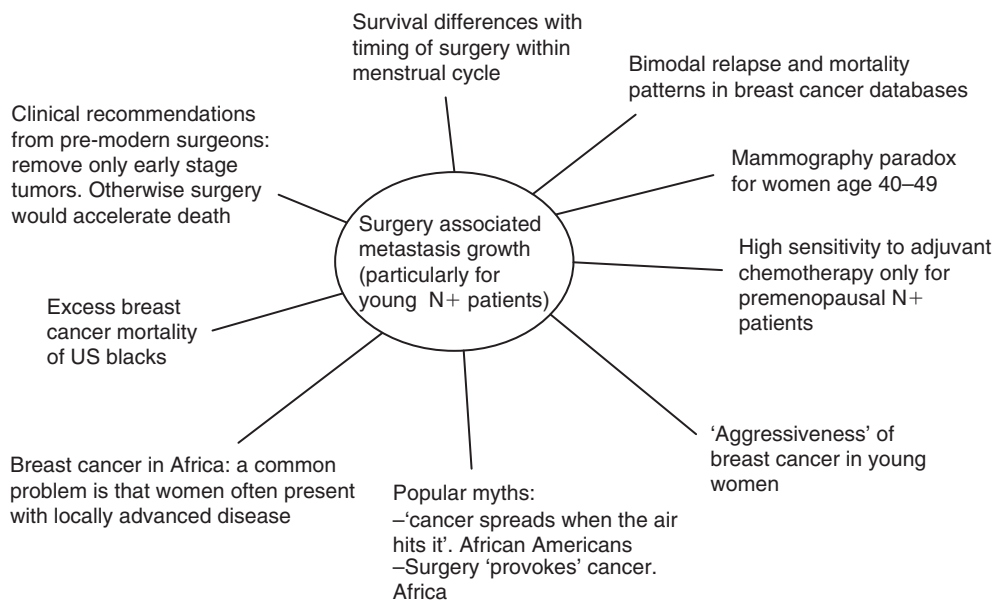 Survival differences with
timing of surgery within
menstrual cycle
Bimodal relapse and mortality
patterns in breast cancer databases
Clinical recommendations
from pre-modern surgeons:
remove only early stage
tumors. Otherwise surgery
would accelerate death
Mammography paradox
for women age 40–49
Surgery associated
metastasis growth
(particularly for
young N+ patients)
High sensitivity to adjuvant
chemotherapy only for
premenopausal N+
patients
Excess breast
cancer mortality
of US blacks
‘Aggressiveness’ of
breast cancer in young
women
Breast cancer in Africa: a common
problem is that women often present
with locally advanced disease
Popular myths:
–‘cancer spreads when the air
hits it’. African Americans
–Surgery ‘provokes’ cancer.
Africa